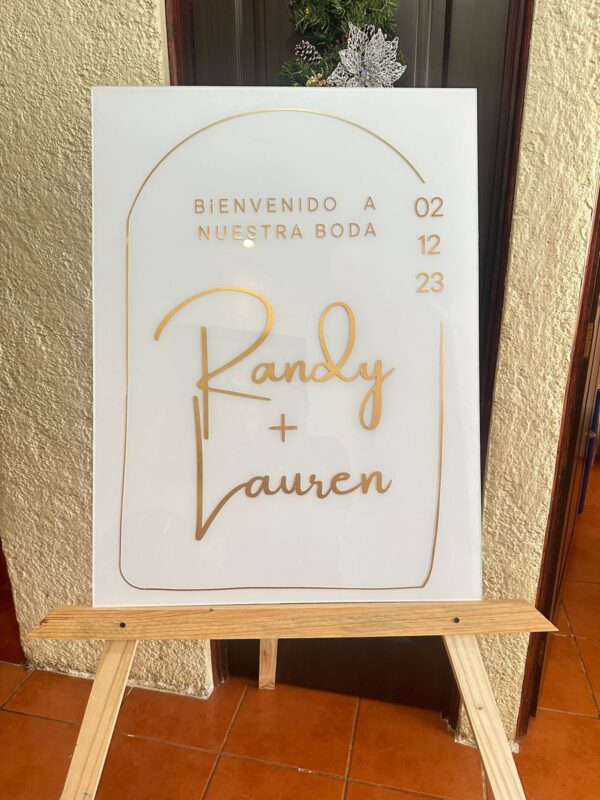 BiENVENIDO A
NUESTRA BODA
02
12
23
Randy
+
Lauren